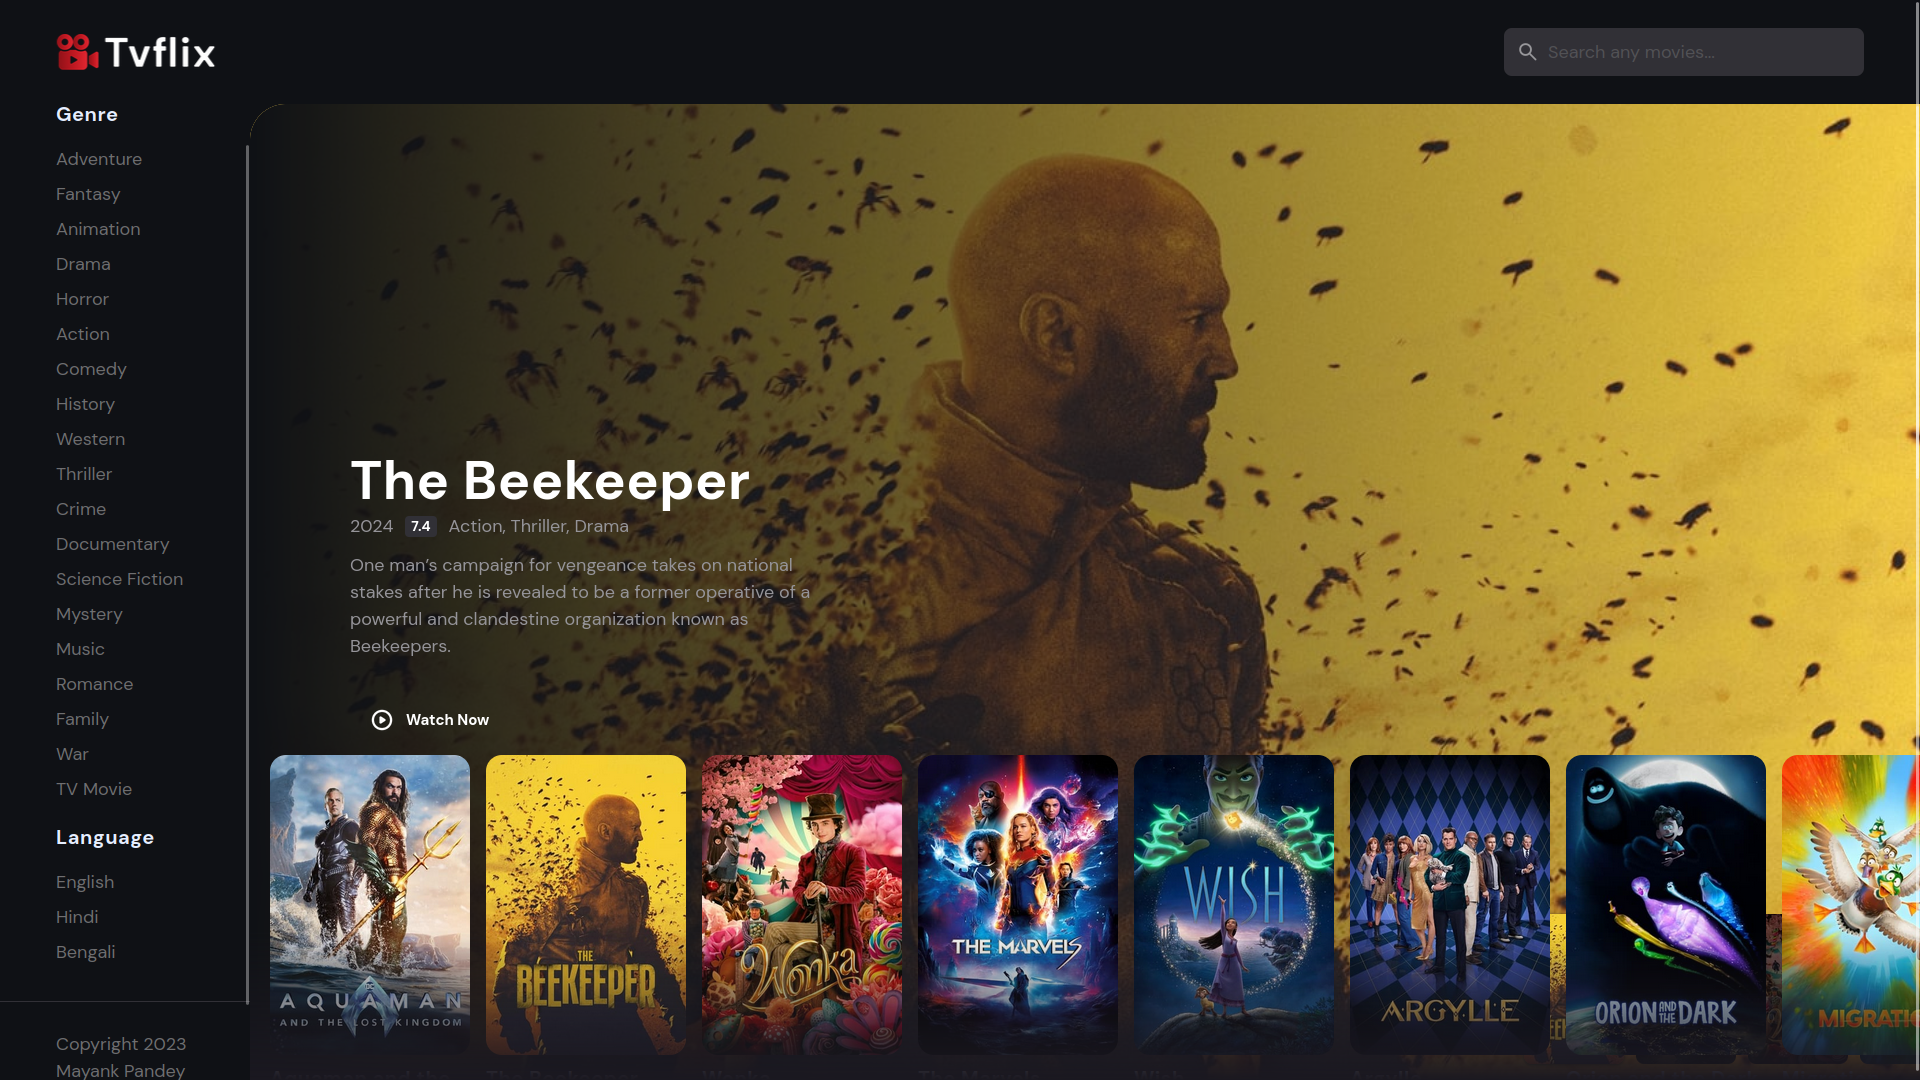 Tvflix
Search any movies...
Genre
Adventure
Fantasy
Animation
Drama
Horror
Action
Comedy
History
Western
Thriller
Crime
Documentary
Science Fiction
Mystery
Music
Romance
Family
War
TV Movie
Language
English
Hindi
Bengali
Copyright 2023
Mayank Pandey
The Beekeeper
2024 7.4 Action, Thriller, Drama
One man’s campaign for vengeance takes on national
stakes after he is revealed to be a former operative of a
powerful and clandestine organization known as
Beekeepers.
Watch Now
AQUAMAN
AND THE LOST KINGDOM
THE
BEEKEEPER
Wonka
THE MARVELS
WISH
ARGYLLE
ORION AND THE DARK